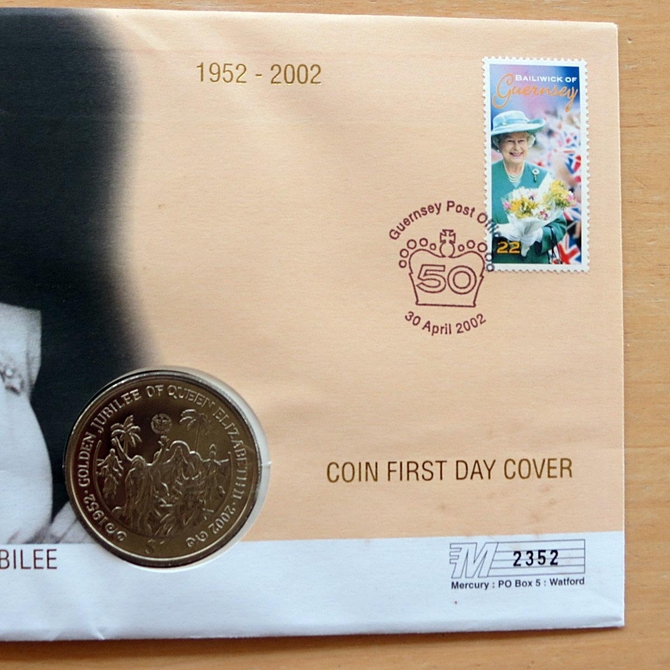 1952 - 2002
BAILIWICK OF
Guernsey
22
Guernsey Post
50
30 April 2002
1952 · GOLDEN JUBILEE OF QUEEN ELIZABETH II · 2002
$1
COIN FIRST DAY COVER
BILEE
M 2352
Mercury : PO Box 5 : Watford